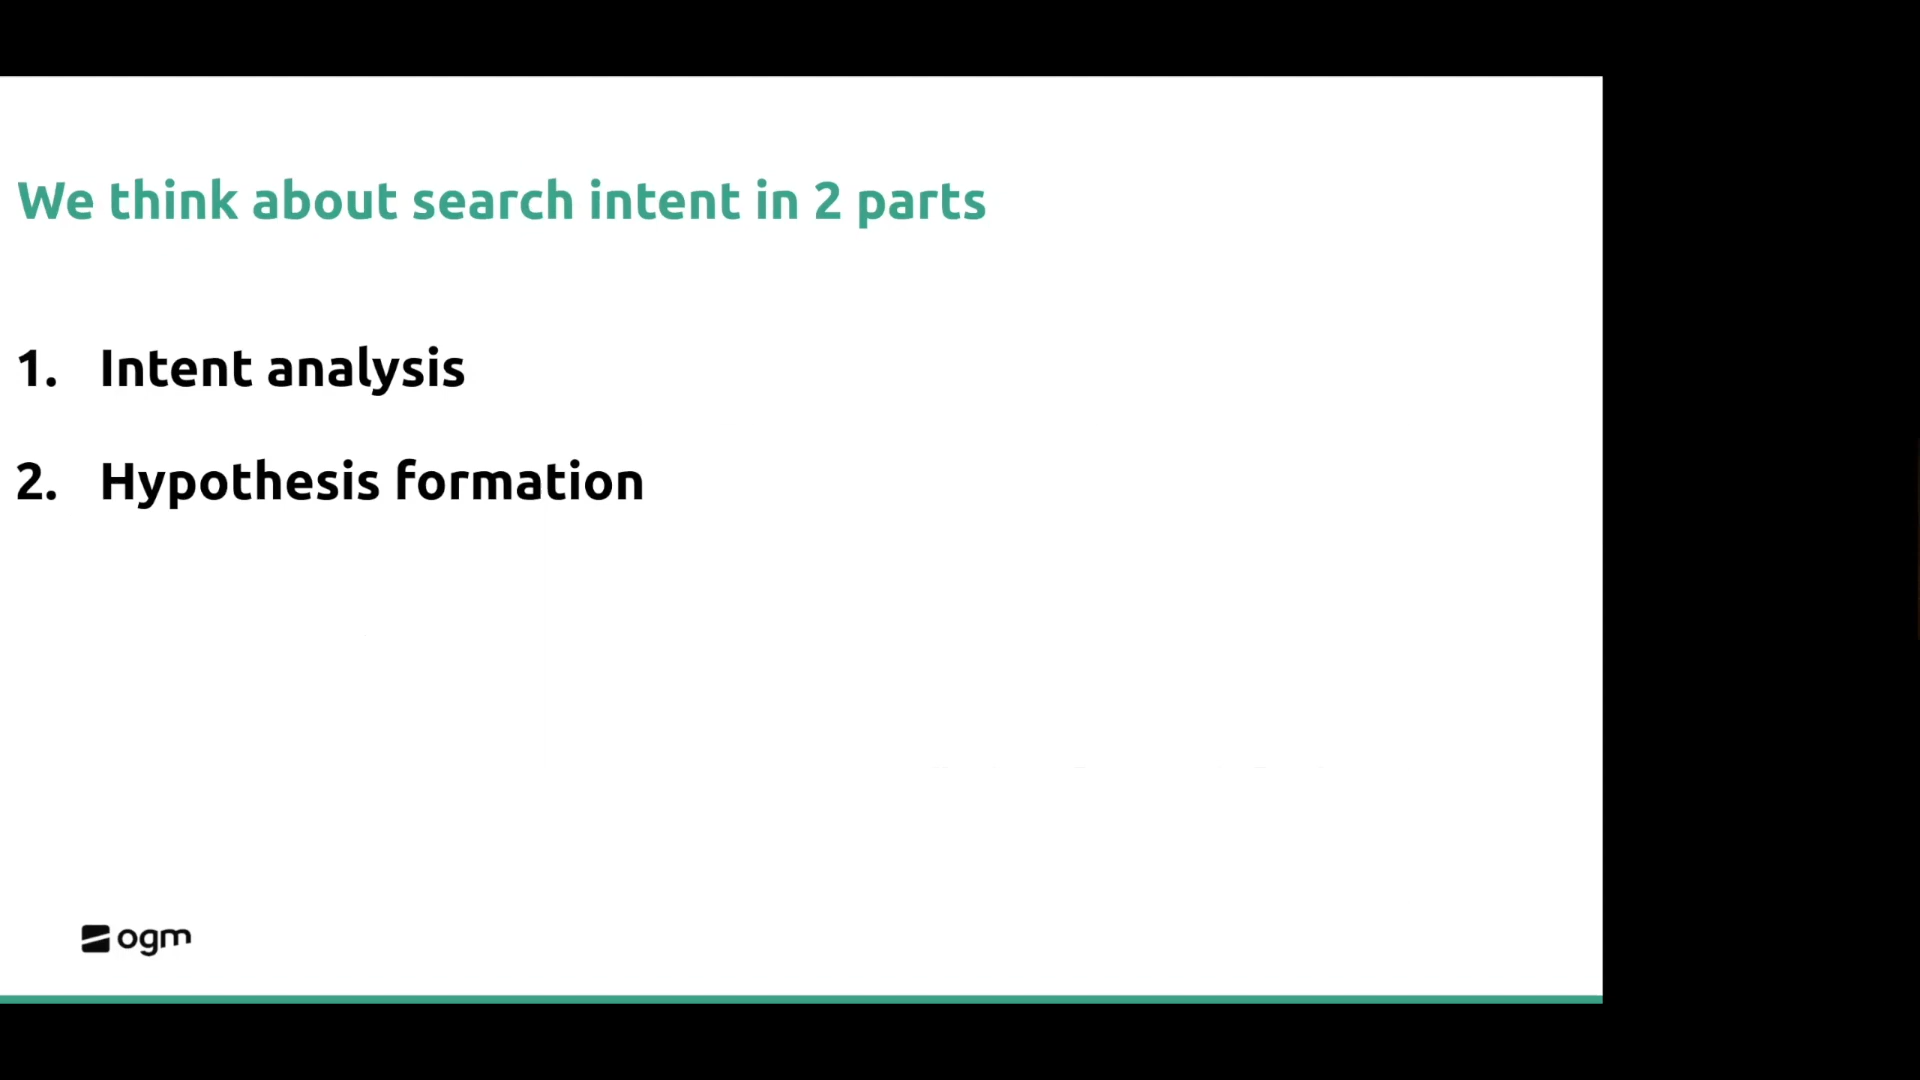 We think about search intent in 2 parts
1. Intent analysis
2. Hypothesis formation
ogm